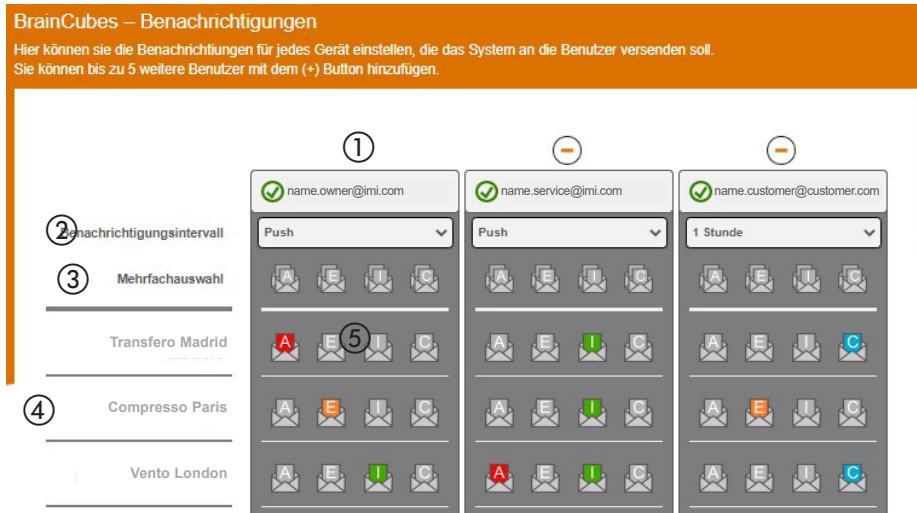 BrainCubes – Benachrichtigungen
Hier können sie die Benachrichtiungen für jedes Gerät einstellen, die das System an die Benutzer versenden soll.
Sie können bis zu 5 weitere Benutzer mit dem (+) Button hinzufügen.
①
name.owner@imi.com name.service@imi.com name.customer@customer.com
② Benachrichtigungsintervall Push Push 1 Stunde
③ Mehrfachauswahl A E I C A E I C A E I C
Transfero Madrid A E ⑤ I C A E I C A E I C
④ Compresso Paris A E I C A E I C A E I C
Vento London A E I C A E I C A E I C